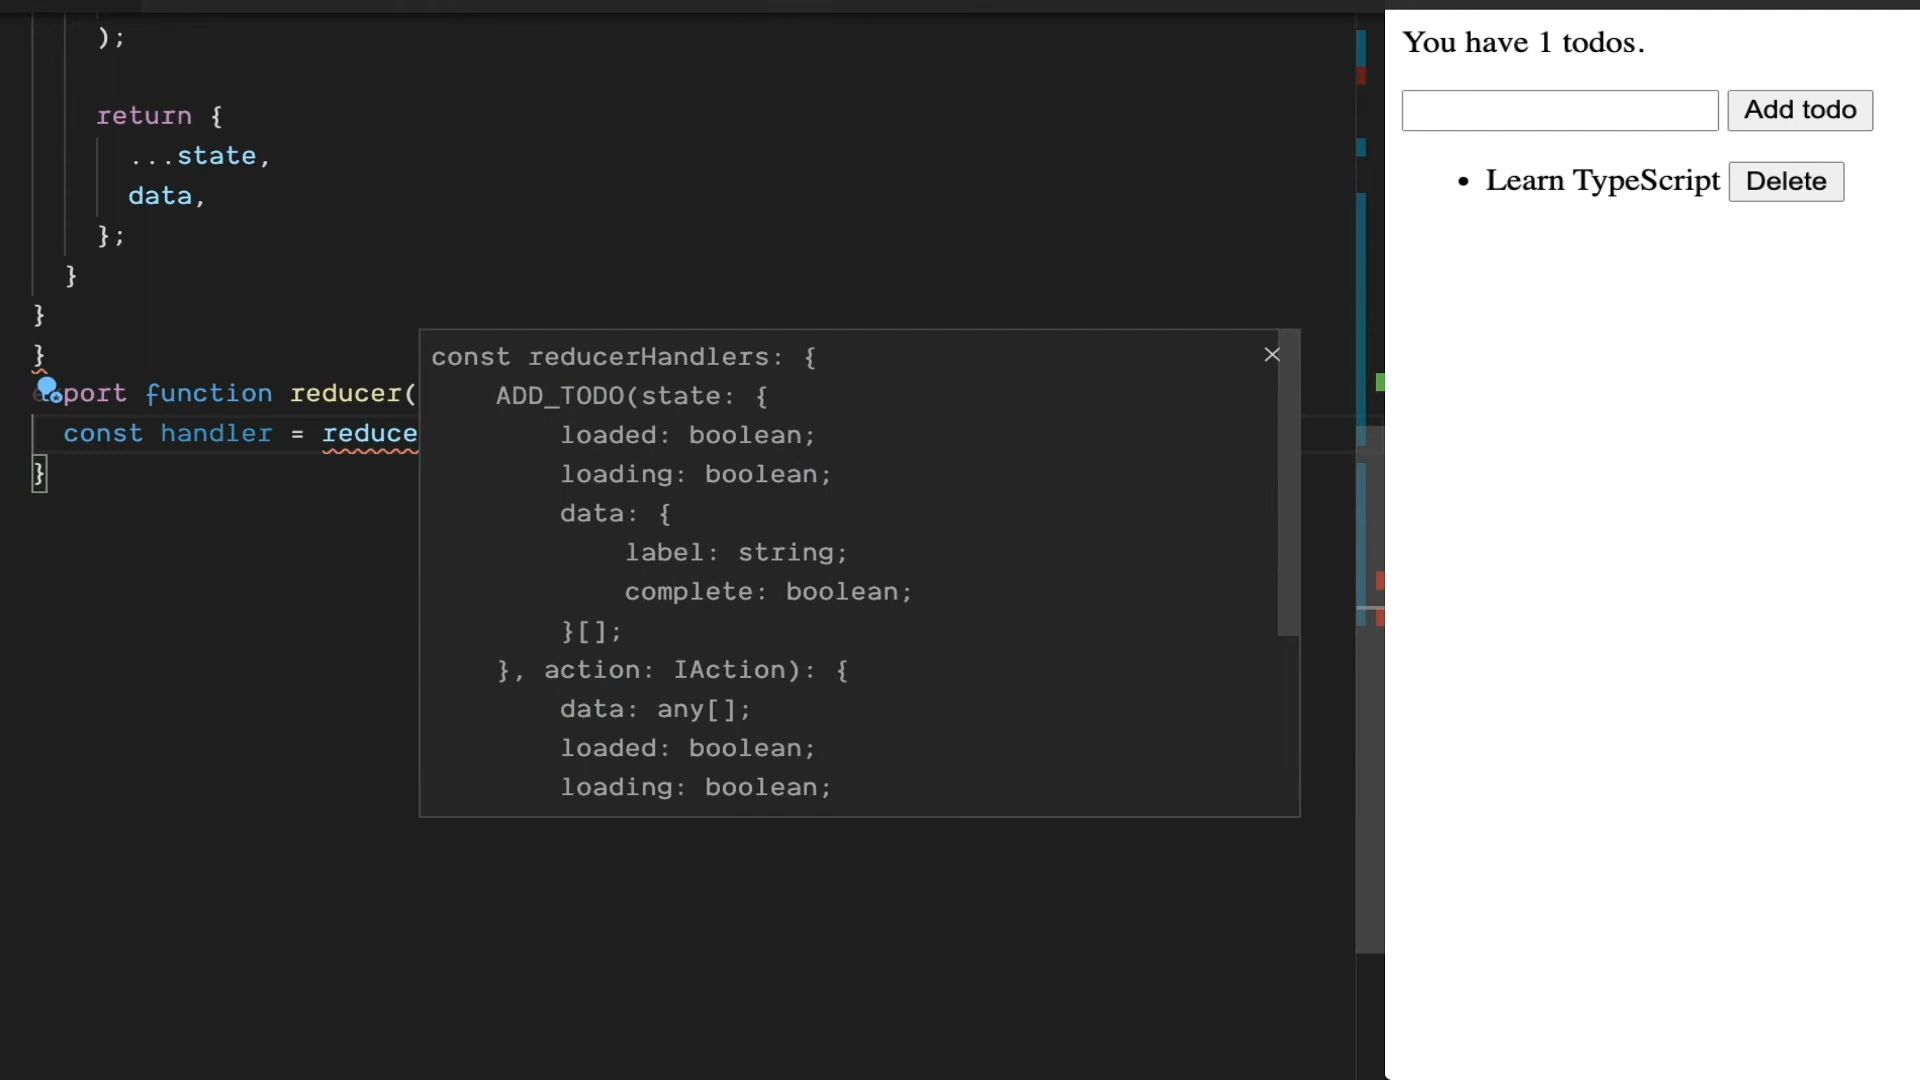 );
return {
...state,
data,
};
}
}
}
port function reducer(
const handler = reduce
}
const reducerHandlers: {
ADD_TODO(state: {
loaded: boolean;
loading: boolean;
data: {
label: string;
complete: boolean;
}[];
}, action: IAction): {
data: any[];
loaded: boolean;
loading: boolean;
You have 1 todos.
Add todo
• Learn TypeScript Delete